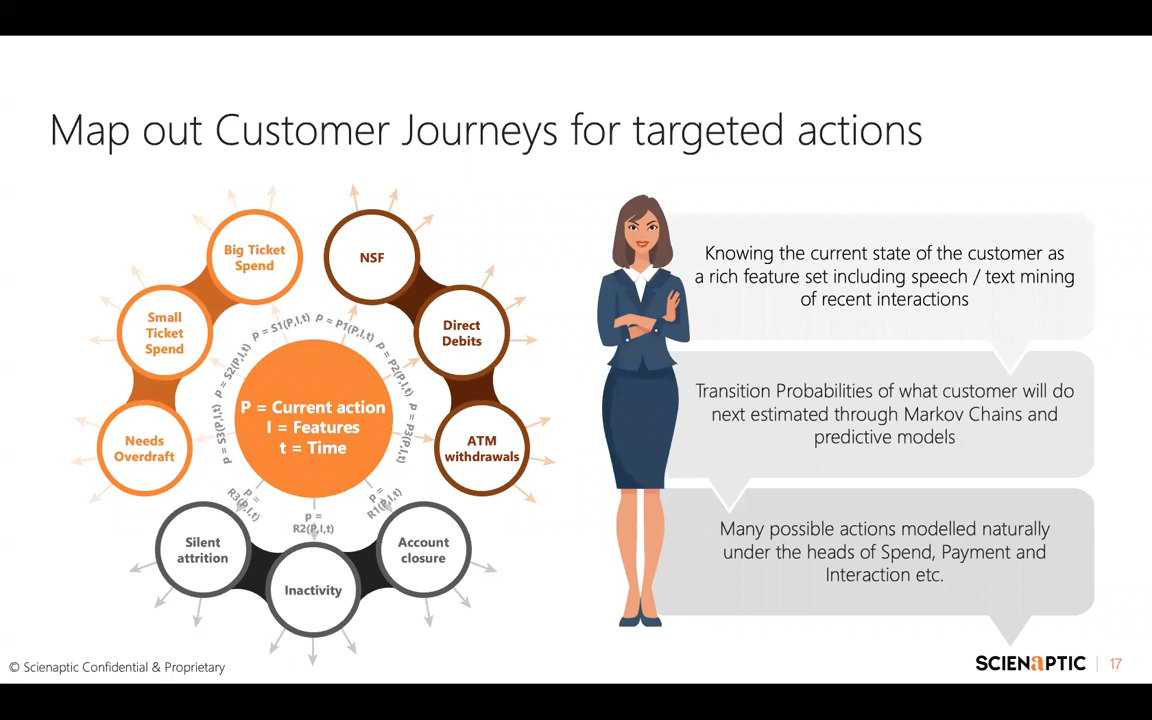 Map out Customer Journeys for targeted actions
Big Ticket
Spend
NSF
Small
Ticket
Spend
Direct
Debits
Needs
Overdraft
ATM
withdrawals
Silent
attrition
Inactivity
Account
closure
p = S3(P,I,t)
p = S2(P,I,t)
p = S1(P,I,t)
p = P1(P,I,t)
p = P2(P,I,t)
p = P3(P,I,t)
p =
R3(P,I,t)
p =
R2(P,I,t)
p =
R1(P,I,t)
P = Current action
I = Features
t = Time
Knowing the current state of the customer as
a rich feature set including speech / text mining
of recent interactions
Transition Probabilities of what customer will do
next estimated through Markov Chains and
predictive models
Many possible actions modelled naturally
under the heads of Spend, Payment and
Interaction etc.
© Scienaptic Confidential & Proprietary
SCIENAPTIC
17